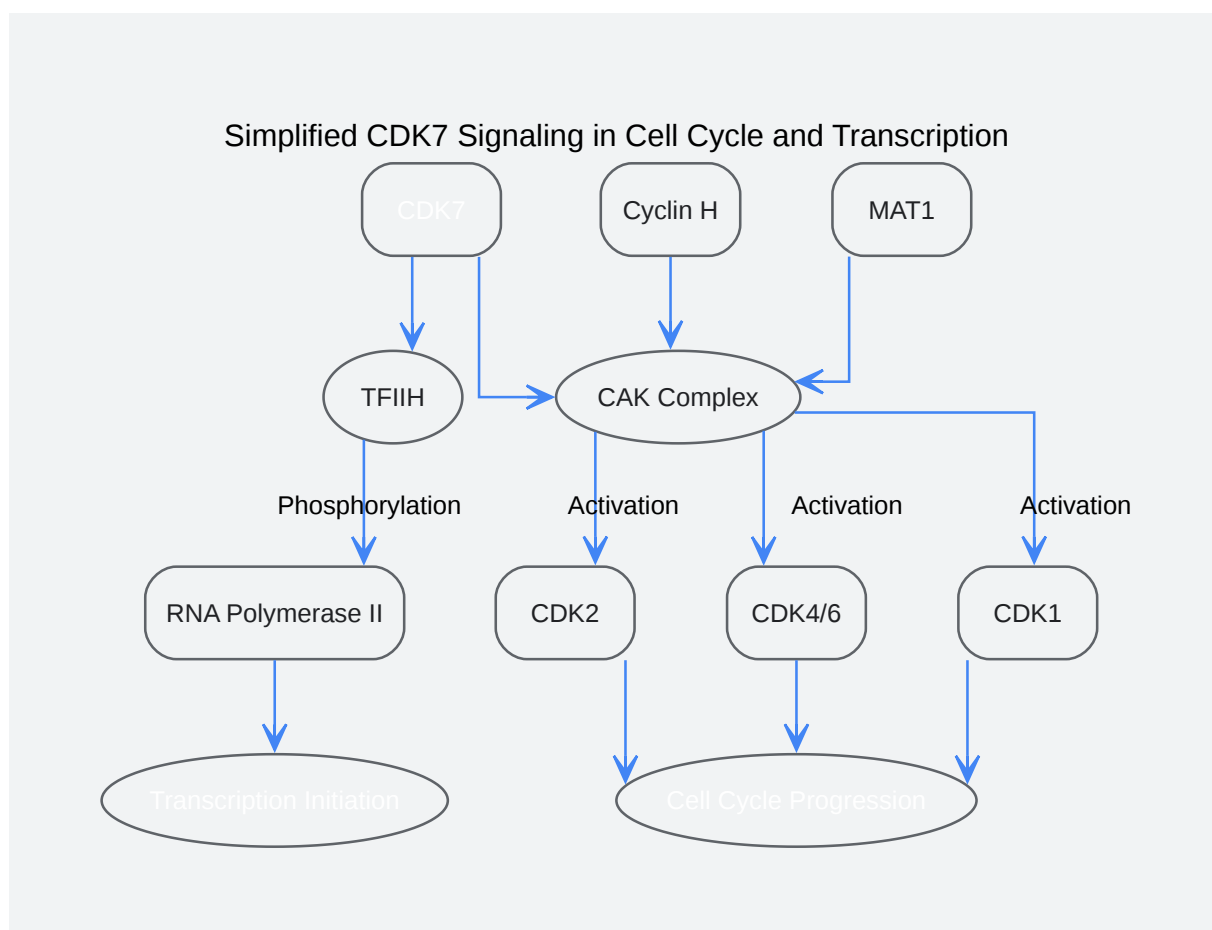 Simplified CDK7 Signaling in Cell Cycle and Transcription
CDK7
Cyclin H
MAT1
TFIIH
CAK Complex
Phosphorylation
Activation
Activation
Activation
RNA Polymerase II
CDK2
CDK4/6
CDK1
Transcription Initiation
Cell Cycle Progression